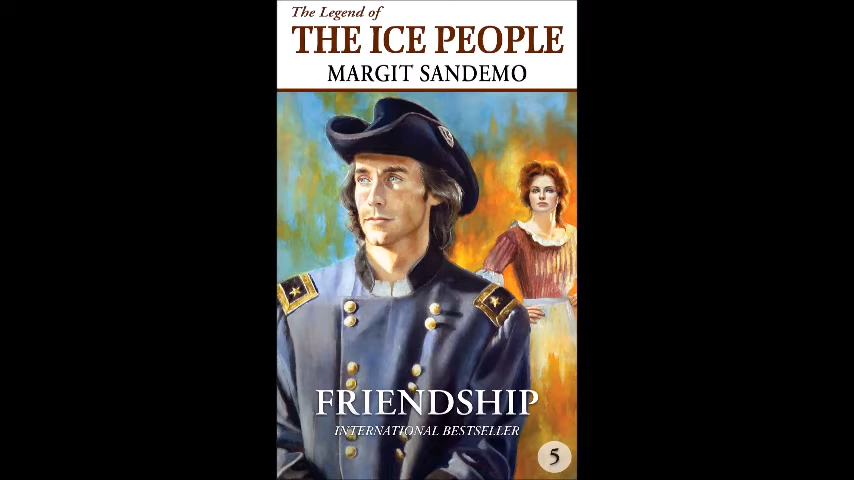 The Legend of
THE ICE PEOPLE
MARGIT SANDEMO
FRIENDSHIP
INTERNATIONAL BESTSELLER
5